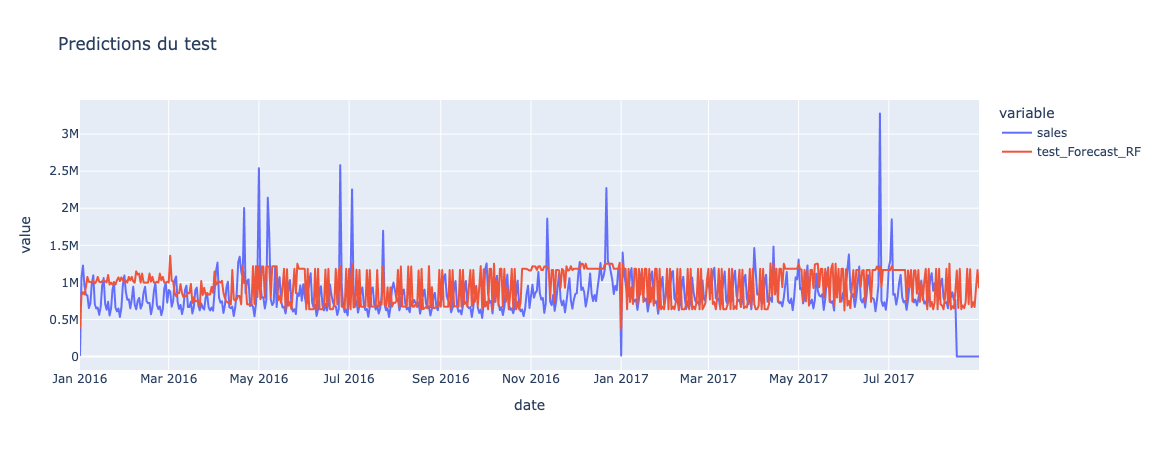 Predictions du test
variable
sales
test_Forecast_RF
value
3M
2.5M
2M
1.5M
1M
0.5M
0
Jan 2016 Mar 2016 May 2016 Jul 2016 Sep 2016 Nov 2016 Jan 2017 Mar 2017 May 2017 Jul 2017
date